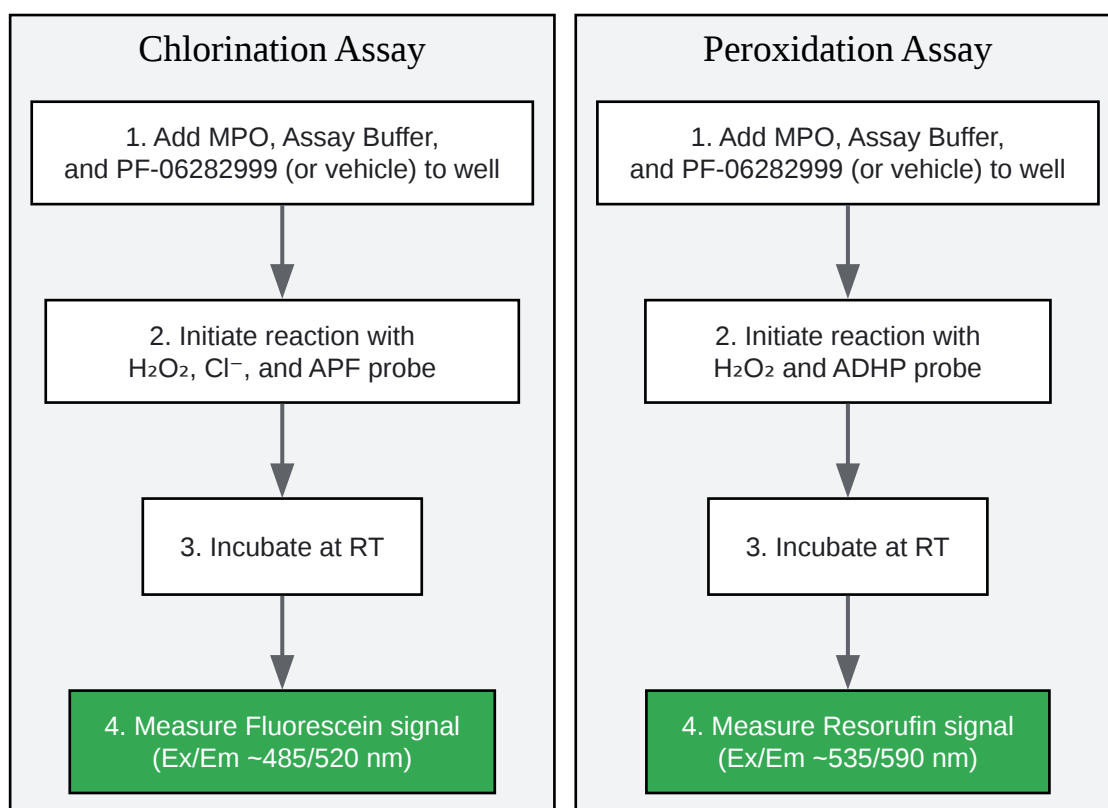 Chlorination Assay
1. Add MPO, Assay Buffer,
and PF-06282999 (or vehicle) to well
2. Initiate reaction with
H₂O₂, Cl⁻, and APF probe
3. Incubate at RT
4. Measure Fluorescein signal
(Ex/Em ~485/520 nm)
Peroxidation Assay
1. Add MPO, Assay Buffer,
and PF-06282999 (or vehicle) to well
2. Initiate reaction with
H₂O₂ and ADHP probe
3. Incubate at RT
4. Measure Resorufin signal
(Ex/Em ~535/590 nm)